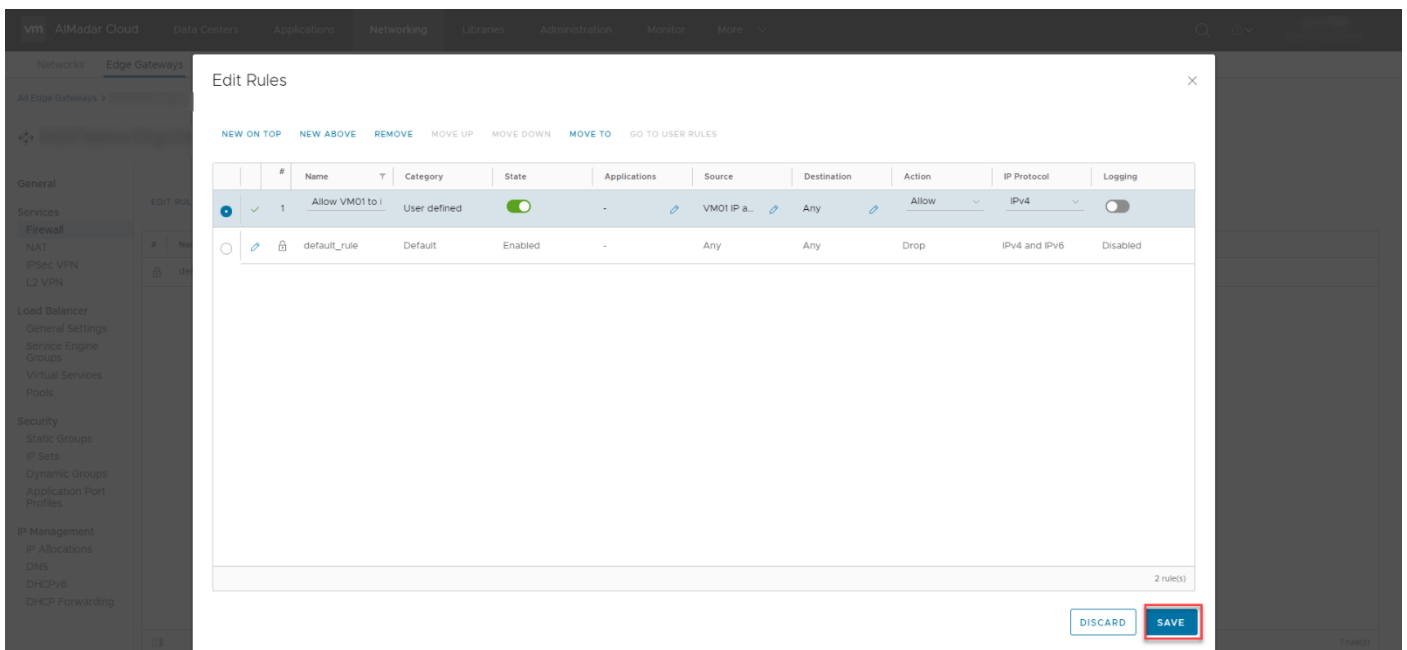 vm AlMadar Cloud Data Centers Applications Networking Libraries Administration Monitor More
Networks Edge Gateways
All Edge Gateways >
General
Services
Firewall
NAT
IPSec VPN
L2 VPN
Load Balancer
General Settings
Service Engine
Groups
Virtual Services
Pools
Security
Static Groups
IP Sets
Dynamic Groups
Application Port
Profiles
IP Management
IP Allocations
DNS
DHCPv6
DHCP Forwarding
EDIT RUL
#
1 rule(s)
Edit Rules
NEW ON TOP NEW ABOVE REMOVE MOVE UP MOVE DOWN MOVE TO GO TO USER RULES
# Name Category State Applications Source Destination Action IP Protocol Logging
1 Allow VM01 to i User defined - VM01 IP a... Any Allow IPv4
default_rule Default Enabled - Any Any Drop IPv4 and IPv6 Disabled
2 rule(s)
DISCARD SAVE